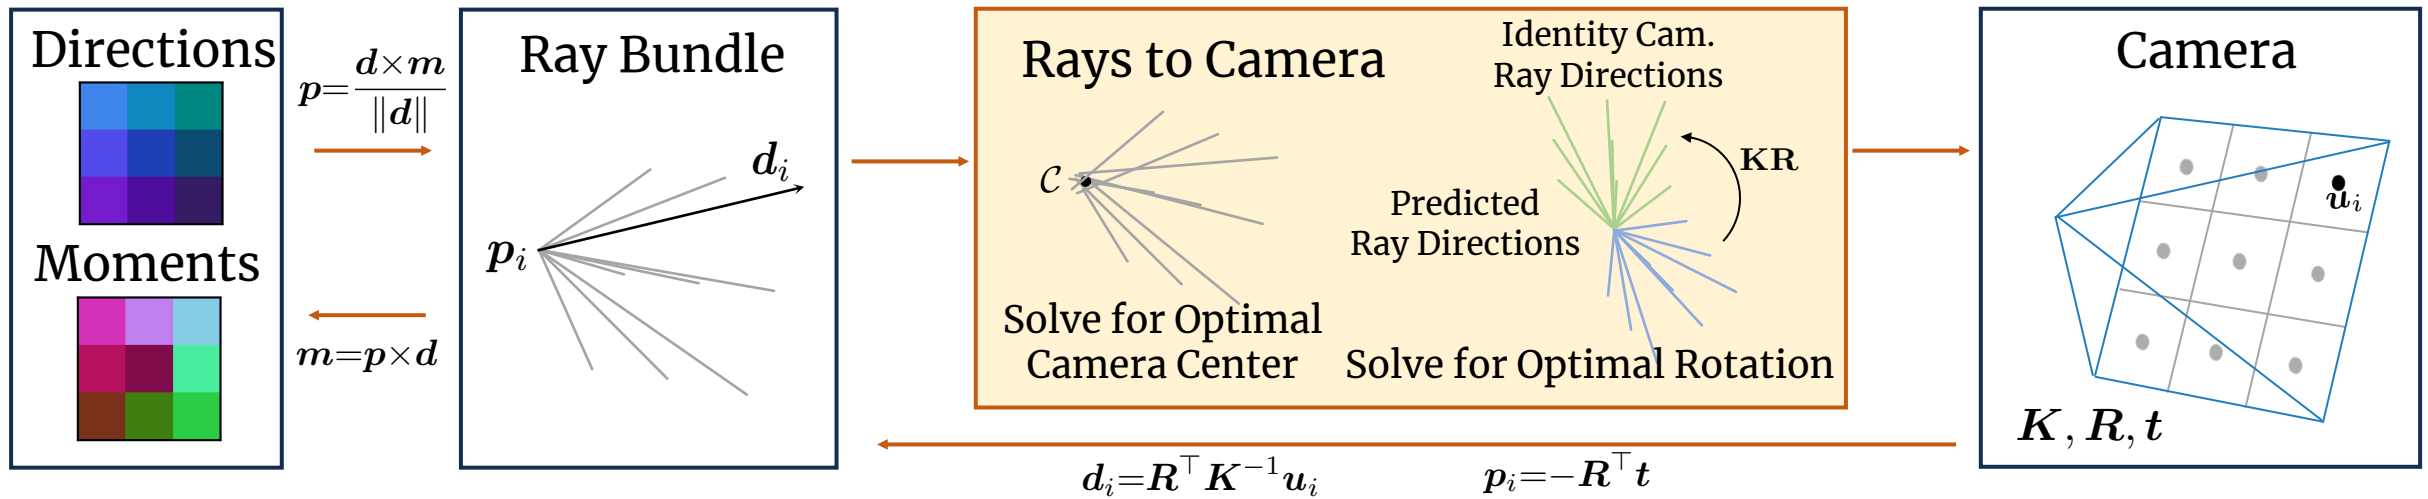 Directions
Moments
p=d×m/‖d‖
m=p×d
Ray Bundle
d_i
p_i
Rays to Camera
C
Solve for Optimal
Camera Center
Identity Cam.
Ray Directions
KR
Predicted
Ray Directions
Solve for Optimal Rotation
Camera
u_i
K, R, t
d_i=R^⊤K^{−1}u_i
p_i=−R^⊤t